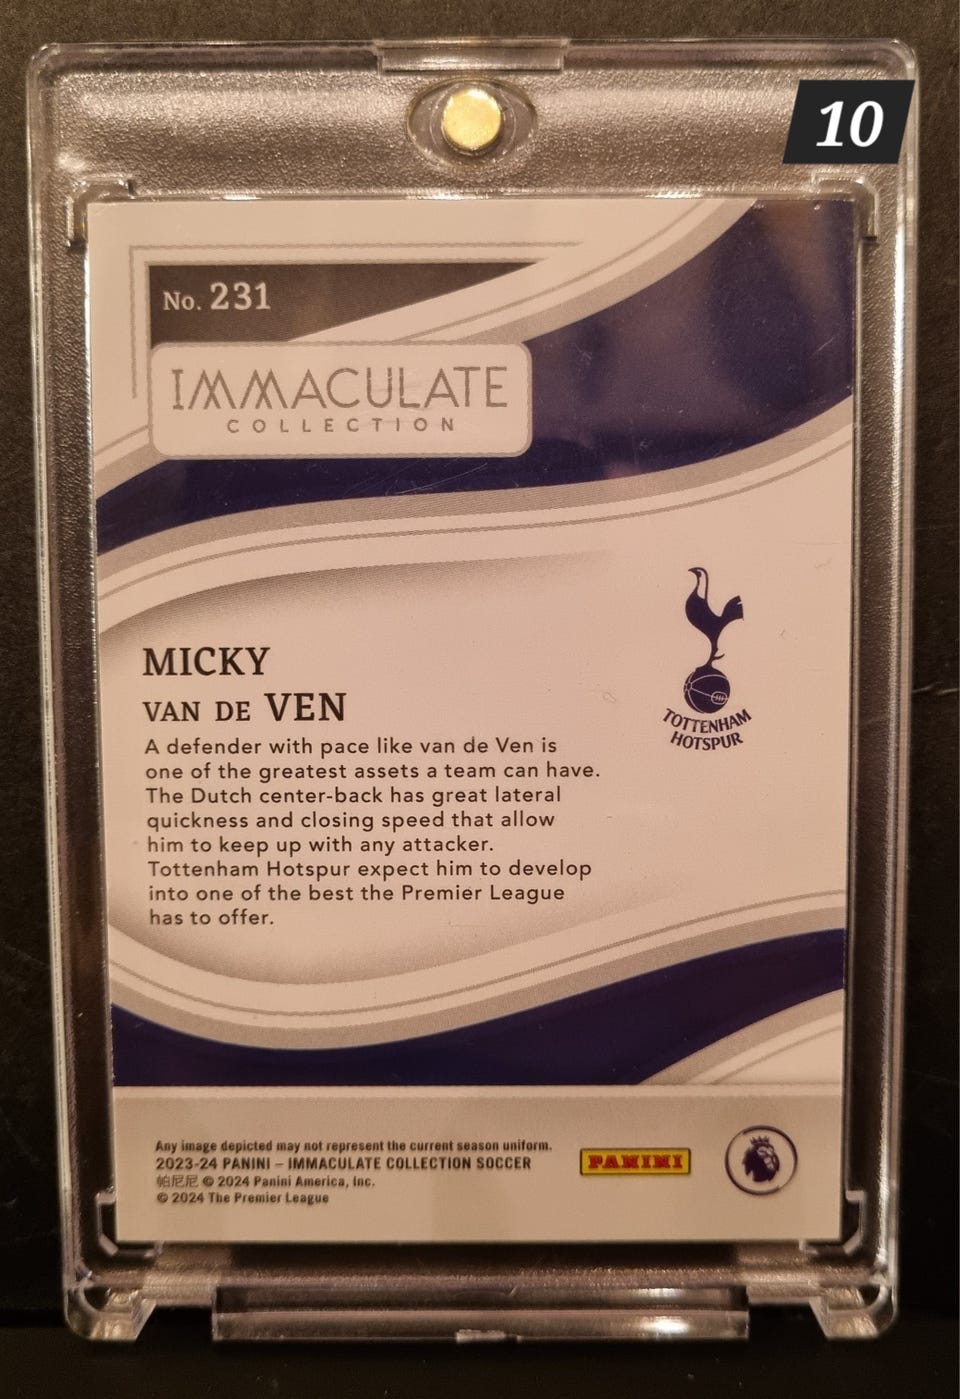 10
No. 231
IMMACULATE
COLLECTION
MICKY
VAN DE VEN
A defender with pace like van de Ven is
one of the greatest assets a team can have.
The Dutch center-back has great lateral
quickness and closing speed that allow
him to keep up with any attacker.
Tottenham Hotspur expect him to develop
into one of the best the Premier League
has to offer.
TOTTENHAM
HOTSPUR
Any image depicted may not represent the current season uniform.
2023-24 PANINI – IMMACULATE COLLECTION SOCCER
帕尼尼 © 2024 Panini America, Inc.
© 2024 The Premier League
PANINI